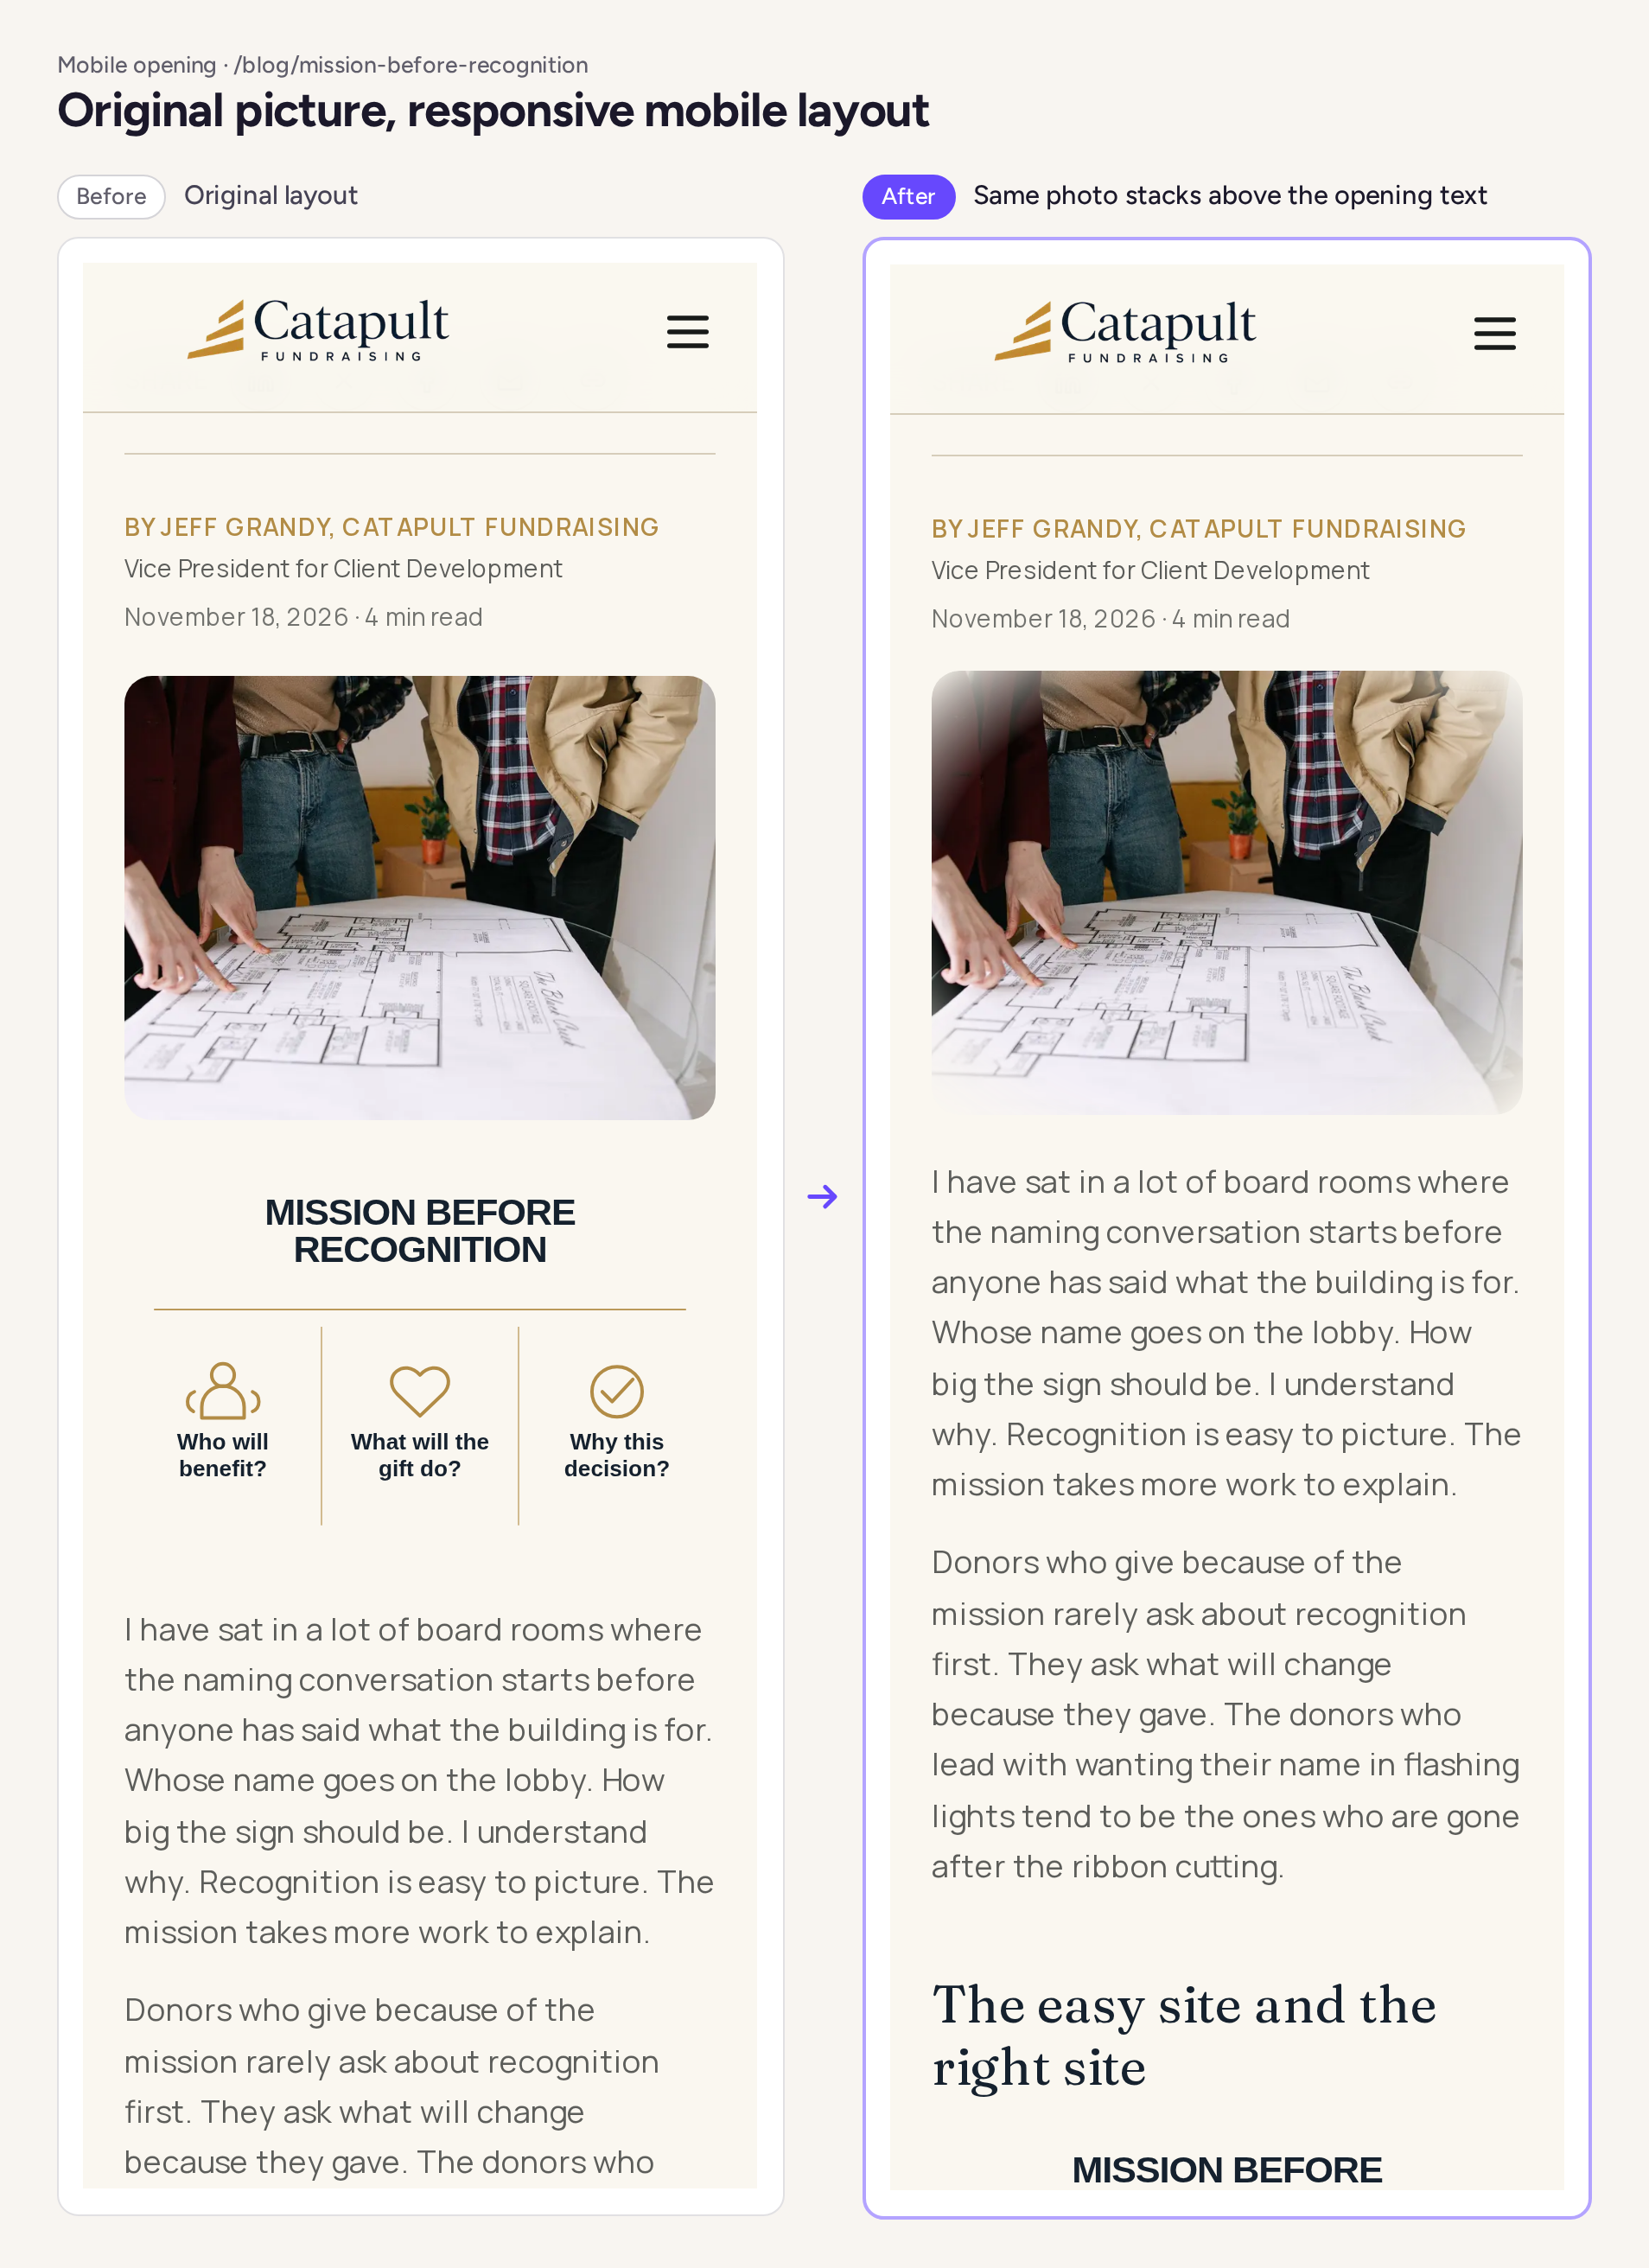 Mobile opening · /blog/mission-before-recognition
Original picture, responsive mobile layout
Before
Original layout
Catapult
FUNDRAISING
BY JEFF GRANDY, CATAPULT FUNDRAISING
Vice President for Client Development
November 18, 2026 · 4 min read
The Black Creek
MISSION BEFORE
RECOGNITION
Who will
benefit?
What will the
gift do?
Why this
decision?
I have sat in a lot of board rooms where
the naming conversation starts before
anyone has said what the building is for.
Whose name goes on the lobby. How
big the sign should be. I understand
why. Recognition is easy to picture. The
mission takes more work to explain.
Donors who give because of the
mission rarely ask about recognition
first. They ask what will change
because they gave. The donors who
After
Same photo stacks above the opening text
Catapult
FUNDRAISING
BY JEFF GRANDY, CATAPULT FUNDRAISING
Vice President for Client Development
November 18, 2026 · 4 min read
I have sat in a lot of board rooms where
the naming conversation starts before
anyone has said what the building is for.
Whose name goes on the lobby. How
big the sign should be. I understand
why. Recognition is easy to picture. The
mission takes more work to explain.
Donors who give because of the
mission rarely ask about recognition
first. They ask what will change
because they gave. The donors who
lead with wanting their name in flashing
lights tend to be the ones who are gone
after the ribbon cutting.
The easy site and the
right site
MISSION BEFORE